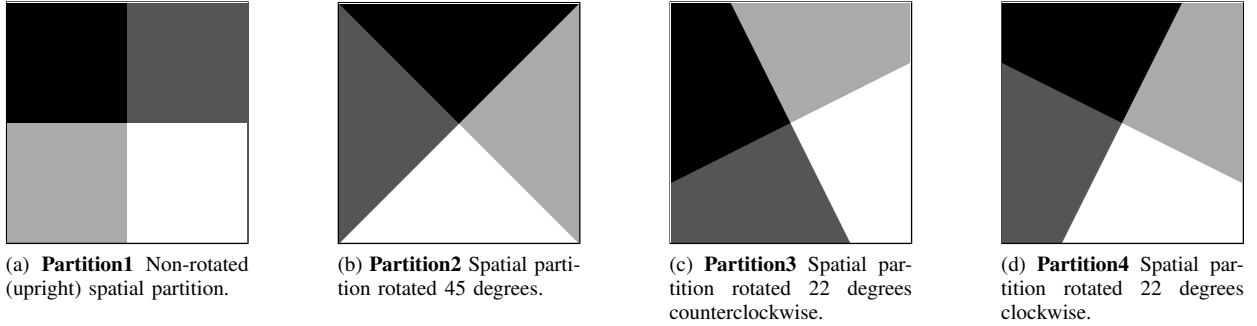 (a) Partition1 Non-rotated
(upright) spatial partition.
(b) Partition2 Spatial parti-
tion rotated 45 degrees.
(c) Partition3 Spatial par-
tition rotated 22 degrees
counterclockwise.
(d) Partition4 Spatial par-
tition rotated 22 degrees
clockwise.